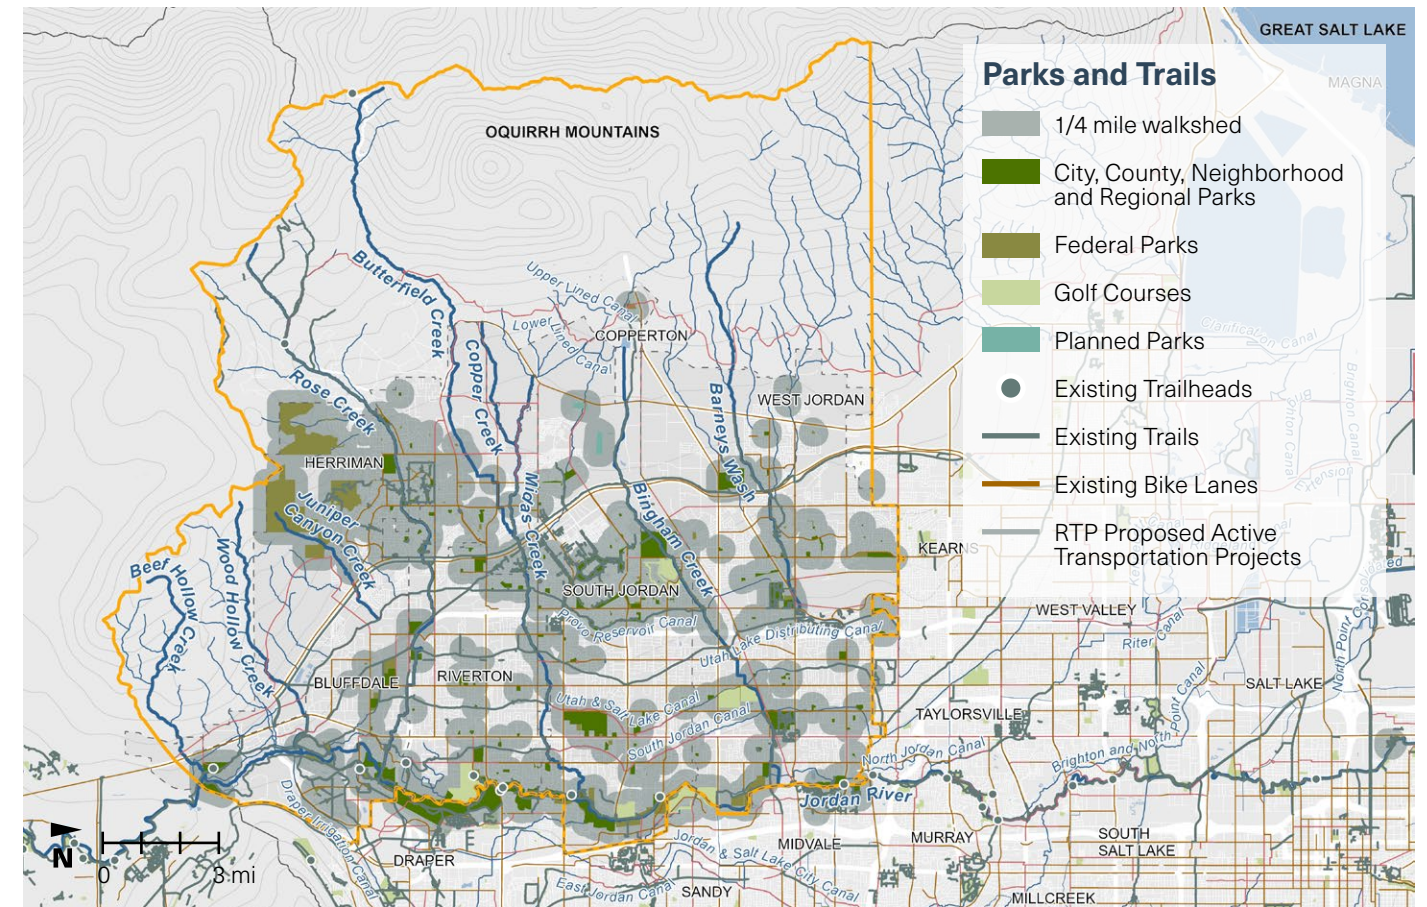 GREAT SALT LAKE
MAGNA
Parks and Trails
1/4 mile walkshed
City, County, Neighborhood
and Regional Parks
Federal Parks
Golf Courses
Planned Parks
Existing Trailheads
Existing Trails
Existing Bike Lanes
RTP Proposed Active
Transportation Projects
OQUIRRH MOUNTAINS
Butterfield Creek
Upper Lined Canal
Lower Lined Canal
COPPERTON
Clarification Canal
Brighton Canal
Rose Creek
Copper Creek
Barneys Wash
WEST JORDAN
HERRIMAN
Juniper
Canyon Creek
Midas Creek
Bingham Creek
KEARNS
Beef Hollow Creek
Wood Hollow Creek
SOUTH JORDAN
Provo Reservoir Canal
Utah Lake Distributing Canal
WEST VALLEY
Riter Canal
North Point Consolidated
BLUFFDALE
RIVERTON
Utah & Salt Lake Canal
South Jordan Canal
SALT LAKE
TAYLORSVILLE
North Jordan Canal
Brighton and North Point Canal
Jordan River
Draper Irrigation Canal
N
0
3 mi
DRAPER
MIDVALE
MURRAY
SOUTH
SALT LAKE
Jordan & Salt Lake City Canal
East Jordan Canal
SANDY
MILLCREEK